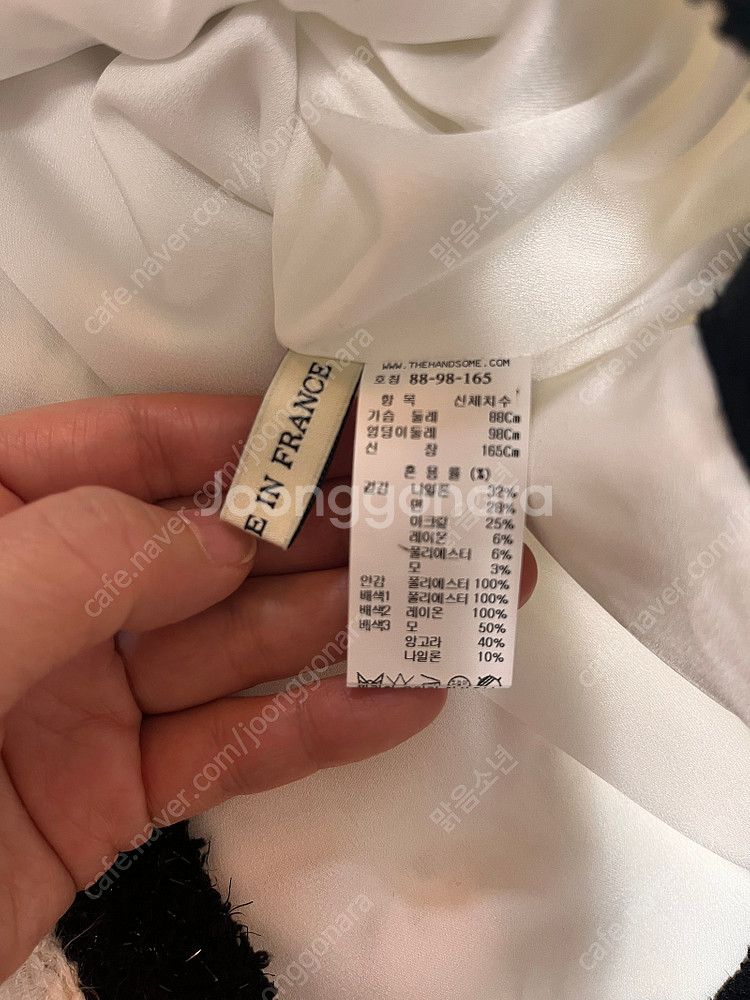 WWW.THEHANDSOME.COM
호칭 88-98-165
항 목 신체치수
가슴 둘레 88Cm
엉덩이둘레 98Cm
신 장 165Cm
혼 용 률 (%)
겉감 나일론 32%
면 28%
아크릴 25%
레이온 6%
폴리에스터 6%
모 3%
안감 폴리에스터 100%
배색1 폴리에스터 100%
배색2 레이온 100%
배색3 모 50%
앙고라 40%
나일론 10%
E IN FRANCE
Joonggonara
cafe.naver.com/joonggonara
맑음소년